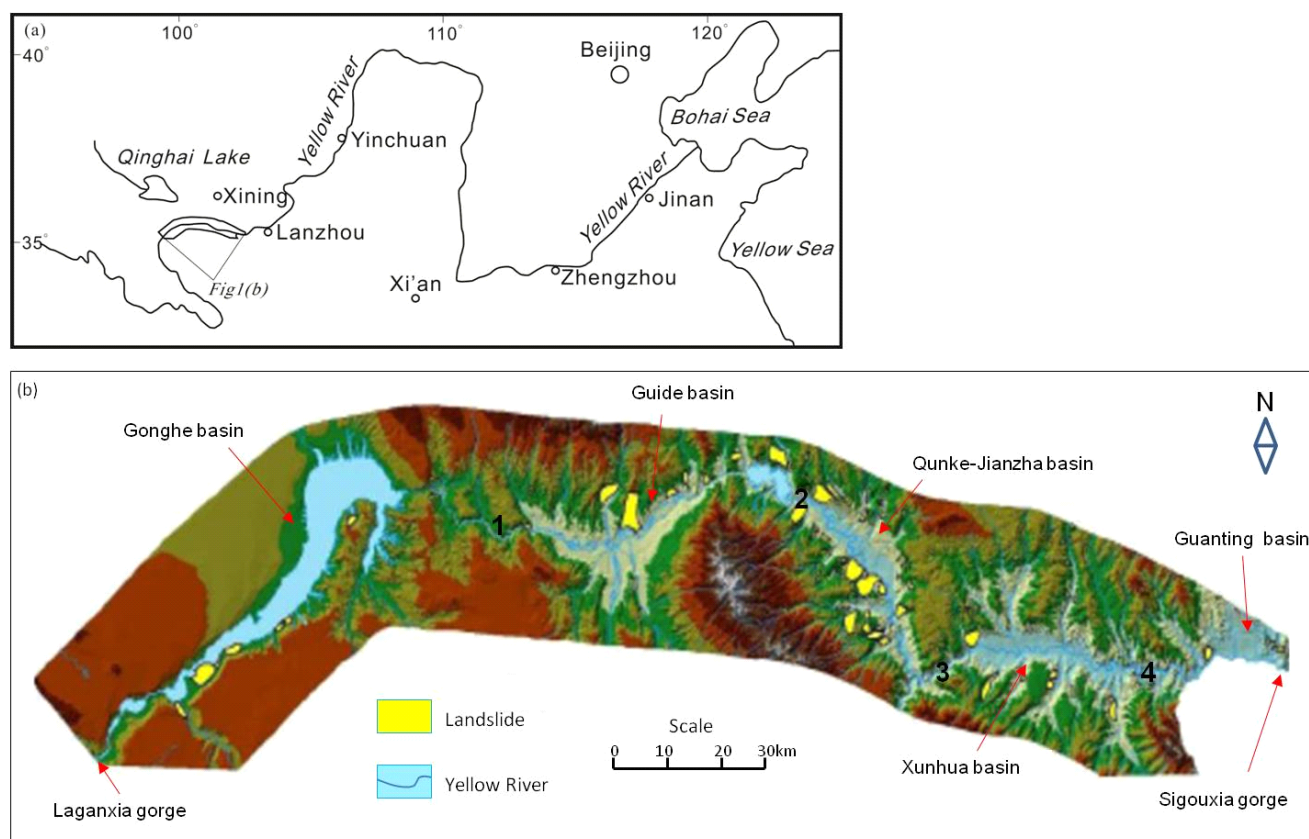 (a)
100°
110°
120°
40°
35°
Beijing
Bohai Sea
Yellow River
Yinchuan
Qinghai Lake
Xining
Lanzhou
Yellow River
Jinan
Yellow Sea
Fig1(b)
Xi'an
Zhengzhou
(b)
Guide basin
N
Gonghe basin
Qunke-Jianzha basin
1
2
Guanting basin
3
4
Landslide
Scale
0 10 20 30km
Yellow River
Xunhua basin
Laganxia gorge
Sigouxia gorge